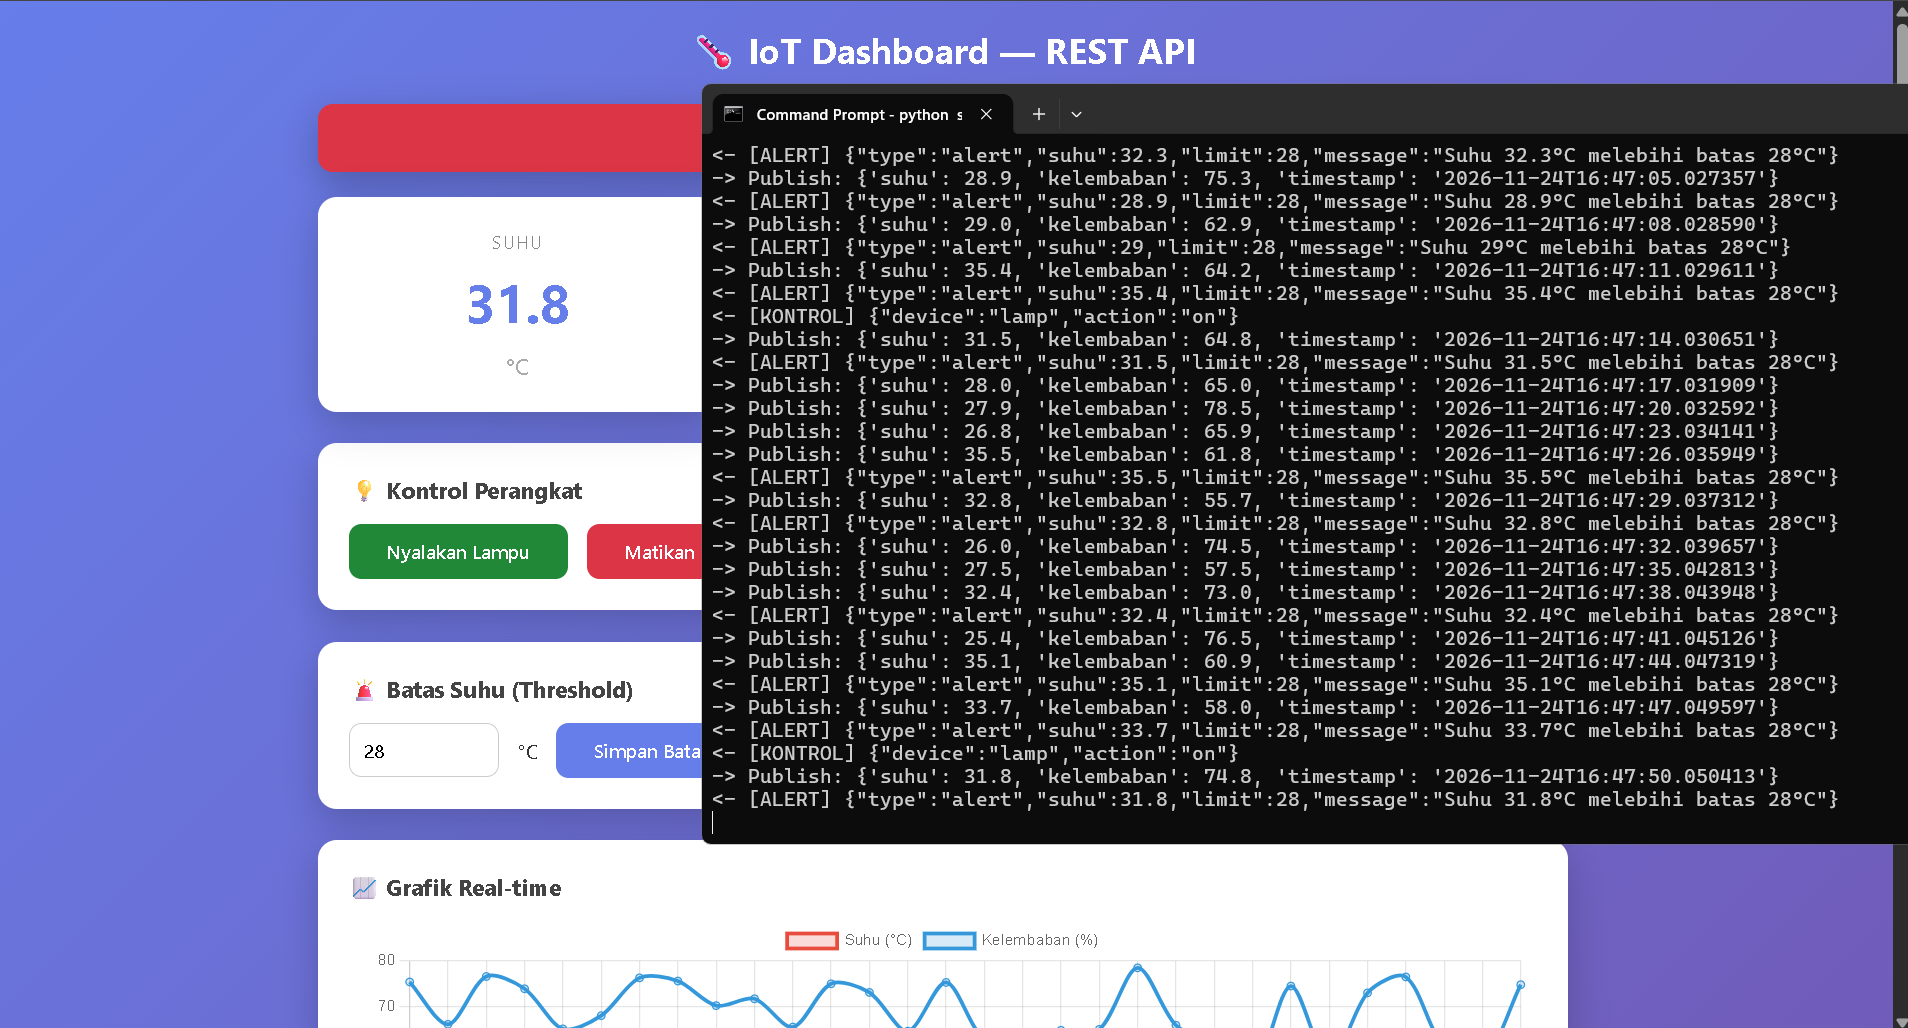 IoT Dashboard — REST API
SUHU
31.8
°C
Kontrol Perangkat
Nyalakan Lampu
Matikan
Batas Suhu (Threshold)
28
°C
Simpan Bata
Command Prompt - python s
<- [ALERT] {"type":"alert","suhu":32.3,"limit":28,"message":"Suhu 32.3°C melebihi batas 28°C"}
-> Publish: {'suhu': 28.9, 'kelembaban': 75.3, 'timestamp': '2026-11-24T16:47:05.027357'}
<- [ALERT] {"type":"alert","suhu":28.9,"limit":28,"message":"Suhu 28.9°C melebihi batas 28°C"}
-> Publish: {'suhu': 29.0, 'kelembaban': 62.9, 'timestamp': '2026-11-24T16:47:08.028590'}
<- [ALERT] {"type":"alert","suhu":29,"limit":28,"message":"Suhu 29°C melebihi batas 28°C"}
-> Publish: {'suhu': 35.4, 'kelembaban': 64.2, 'timestamp': '2026-11-24T16:47:11.029611'}
<- [ALERT] {"type":"alert","suhu":35.4,"limit":28,"message":"Suhu 35.4°C melebihi batas 28°C"}
<- [KONTROL] {"device":"lamp","action":"on"}
-> Publish: {'suhu': 31.5, 'kelembaban': 64.8, 'timestamp': '2026-11-24T16:47:14.030651'}
<- [ALERT] {"type":"alert","suhu":31.5,"limit":28,"message":"Suhu 31.5°C melebihi batas 28°C"}
-> Publish: {'suhu': 28.0, 'kelembaban': 65.0, 'timestamp': '2026-11-24T16:47:17.031909'}
-> Publish: {'suhu': 27.9, 'kelembaban': 78.5, 'timestamp': '2026-11-24T16:47:20.032592'}
-> Publish: {'suhu': 26.8, 'kelembaban': 65.9, 'timestamp': '2026-11-24T16:47:23.034141'}
-> Publish: {'suhu': 35.5, 'kelembaban': 61.8, 'timestamp': '2026-11-24T16:47:26.035949'}
<- [ALERT] {"type":"alert","suhu":35.5,"limit":28,"message":"Suhu 35.5°C melebihi batas 28°C"}
-> Publish: {'suhu': 32.8, 'kelembaban': 55.7, 'timestamp': '2026-11-24T16:47:29.037312'}
<- [ALERT] {"type":"alert","suhu":32.8,"limit":28,"message":"Suhu 32.8°C melebihi batas 28°C"}
-> Publish: {'suhu': 26.0, 'kelembaban': 74.5, 'timestamp': '2026-11-24T16:47:32.039657'}
-> Publish: {'suhu': 27.5, 'kelembaban': 57.5, 'timestamp': '2026-11-24T16:47:35.042813'}
-> Publish: {'suhu': 32.4, 'kelembaban': 73.0, 'timestamp': '2026-11-24T16:47:38.043948'}
<- [ALERT] {"type":"alert","suhu":32.4,"limit":28,"message":"Suhu 32.4°C melebihi batas 28°C"}
-> Publish: {'suhu': 25.4, 'kelembaban': 76.5, 'timestamp': '2026-11-24T16:47:41.045126'}
-> Publish: {'suhu': 35.1, 'kelembaban': 60.9, 'timestamp': '2026-11-24T16:47:44.047319'}
<- [ALERT] {"type":"alert","suhu":35.1,"limit":28,"message":"Suhu 35.1°C melebihi batas 28°C"}
-> Publish: {'suhu': 33.7, 'kelembaban': 58.0, 'timestamp': '2026-11-24T16:47:47.049597'}
<- [ALERT] {"type":"alert","suhu":33.7,"limit":28,"message":"Suhu 33.7°C melebihi batas 28°C"}
<- [KONTROL] {"device":"lamp","action":"on"}
-> Publish: {'suhu': 31.8, 'kelembaban': 74.8, 'timestamp': '2026-11-24T16:47:50.050413'}
<- [ALERT] {"type":"alert","suhu":31.8,"limit":28,"message":"Suhu 31.8°C melebihi batas 28°C"}
Grafik Real-time
Suhu (°C) Kelembaban (%)
80
70